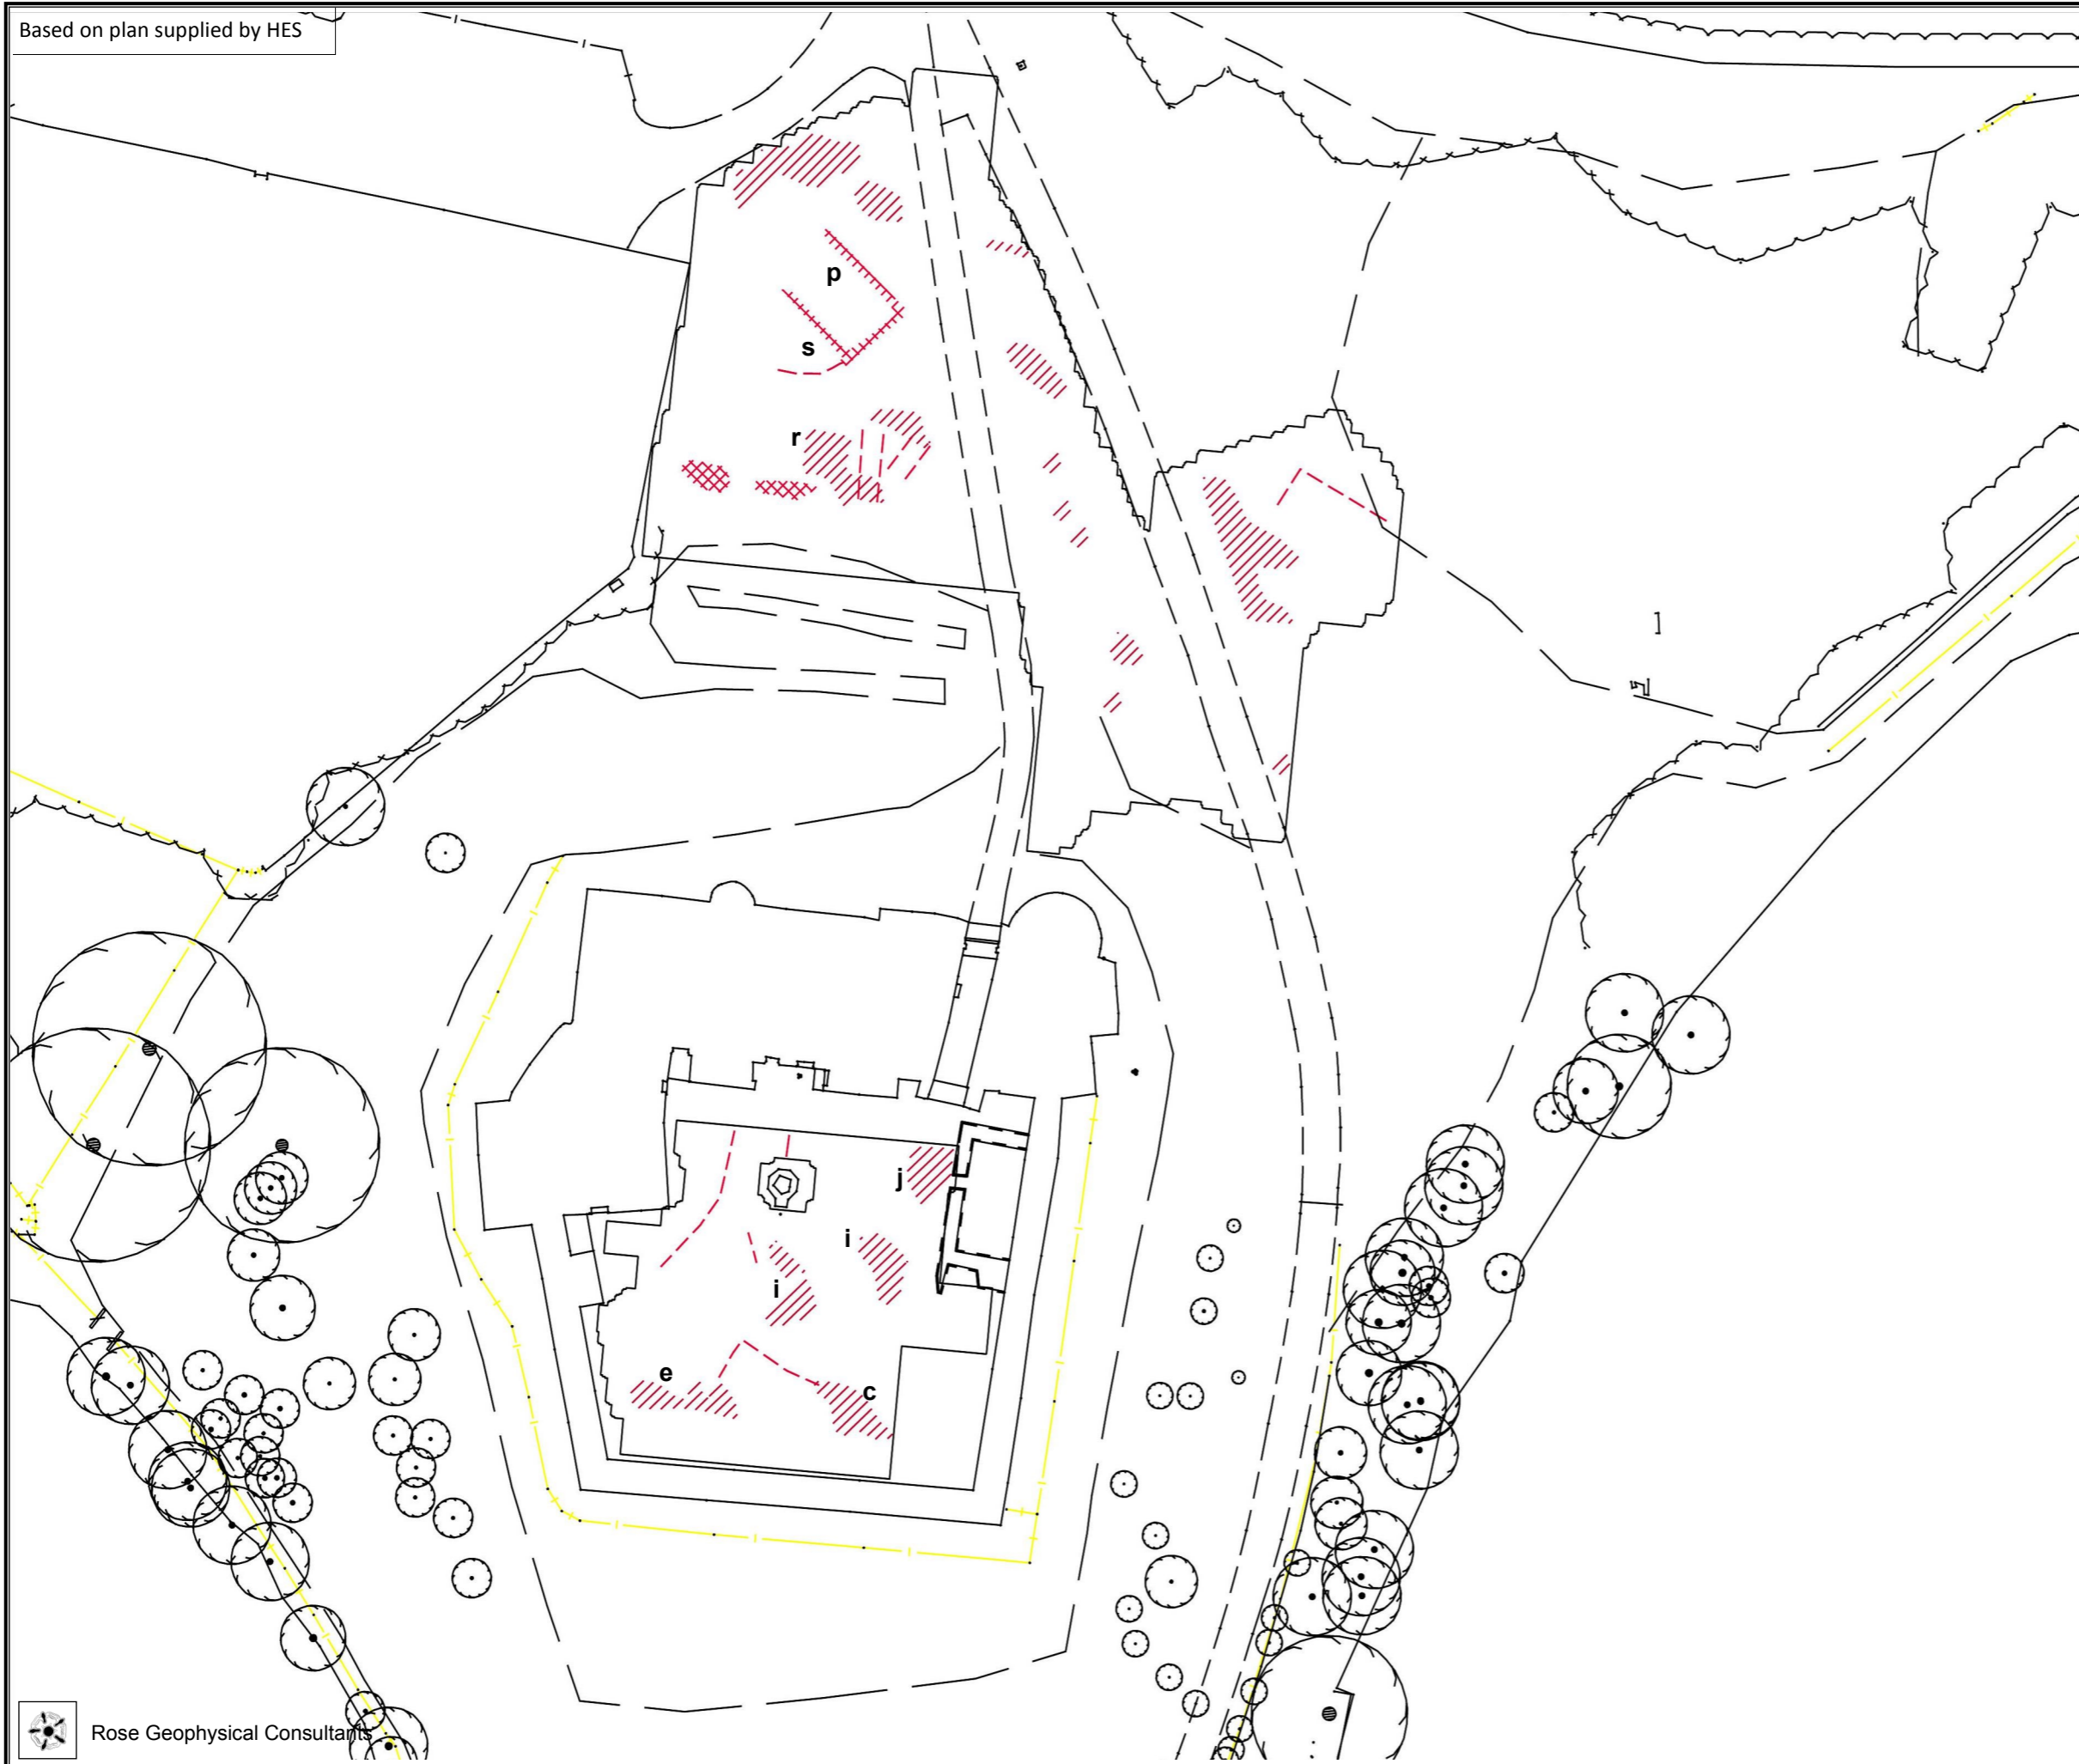 Based on plan supplied by HES
p
s
r
j
i
i
e
c
Rose Geophysical Consultants